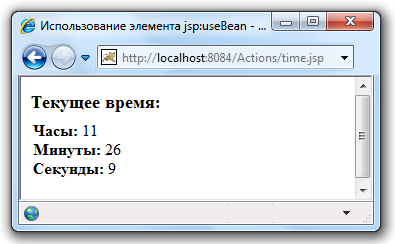 Использование элемента jsp:useBean - ...
http://localhost:8084/Actions/time.jsp
Текущее время:
Часы: 11
Минуты: 26
Секунды: 9